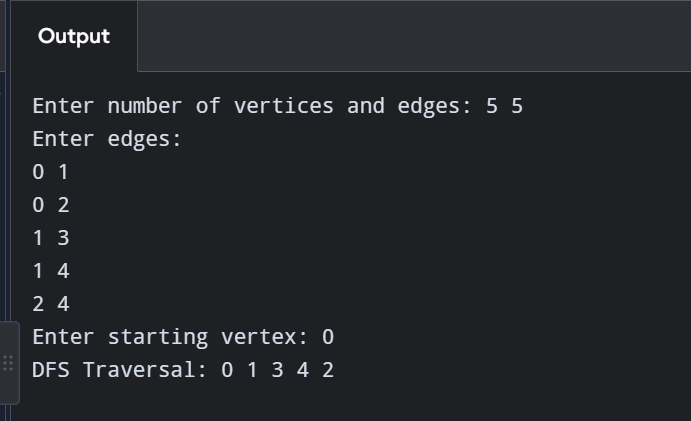 Output
Enter number of vertices and edges: 5 5
Enter edges:
0 1
0 2
1 3
1 4
2 4
Enter starting vertex: 0
DFS Traversal: 0 1 3 4 2